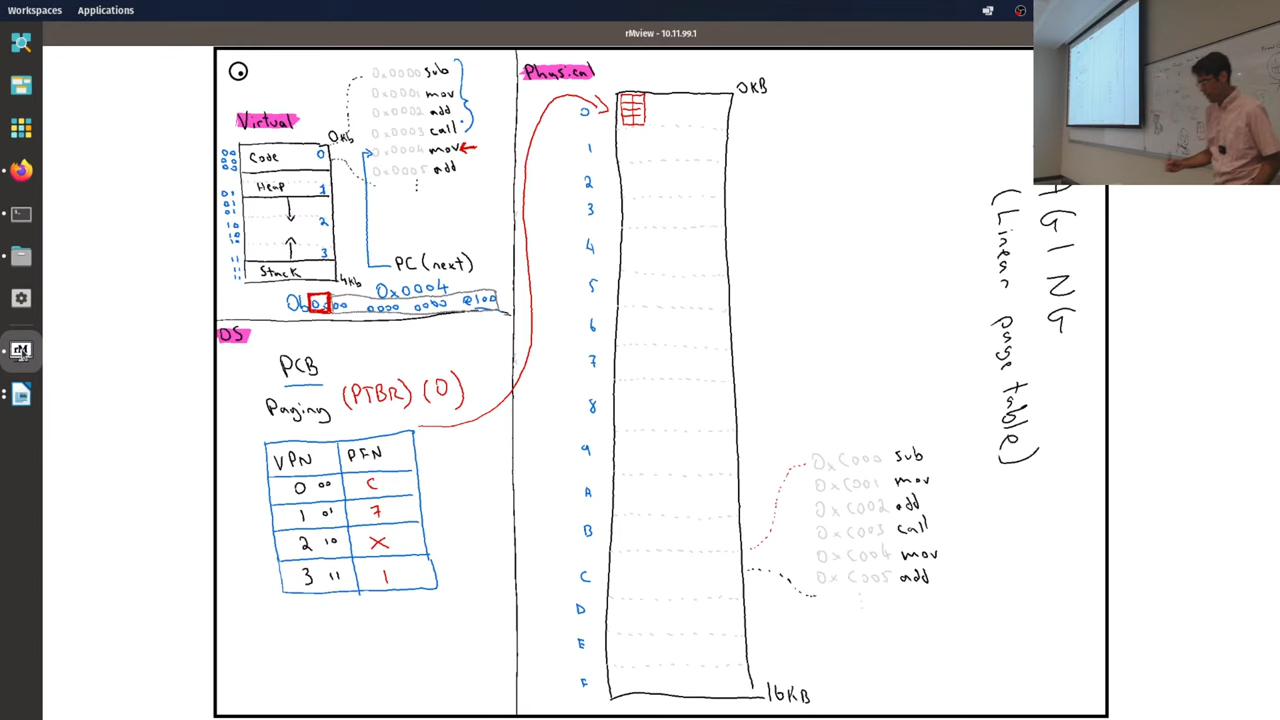 Workspaces Applications
rMview - 10.11.99.1
Virtual
0x0000 sub
0x0001 mov
0x0002 add
0x0003 call
0x0004 mov
0x0005 add
0Kb
Code 0
Heap 1
2
3
Stack
4Kb
PC (next)
0x0004
OS
PCB
Paging (PTBR) (0)
VPN PFN
0 00 C
1 01 7
2 10 X
3 11 1
Physical
0KB
0
1
2
3
4
5
6
7
8
9
A
B
C
D
E
F
16KB
0xC000 sub
0xC001 mov
0xC002 add
0xC003 call
0xC004 mov
0xC005 add
AGING
(Linear page table)
rM